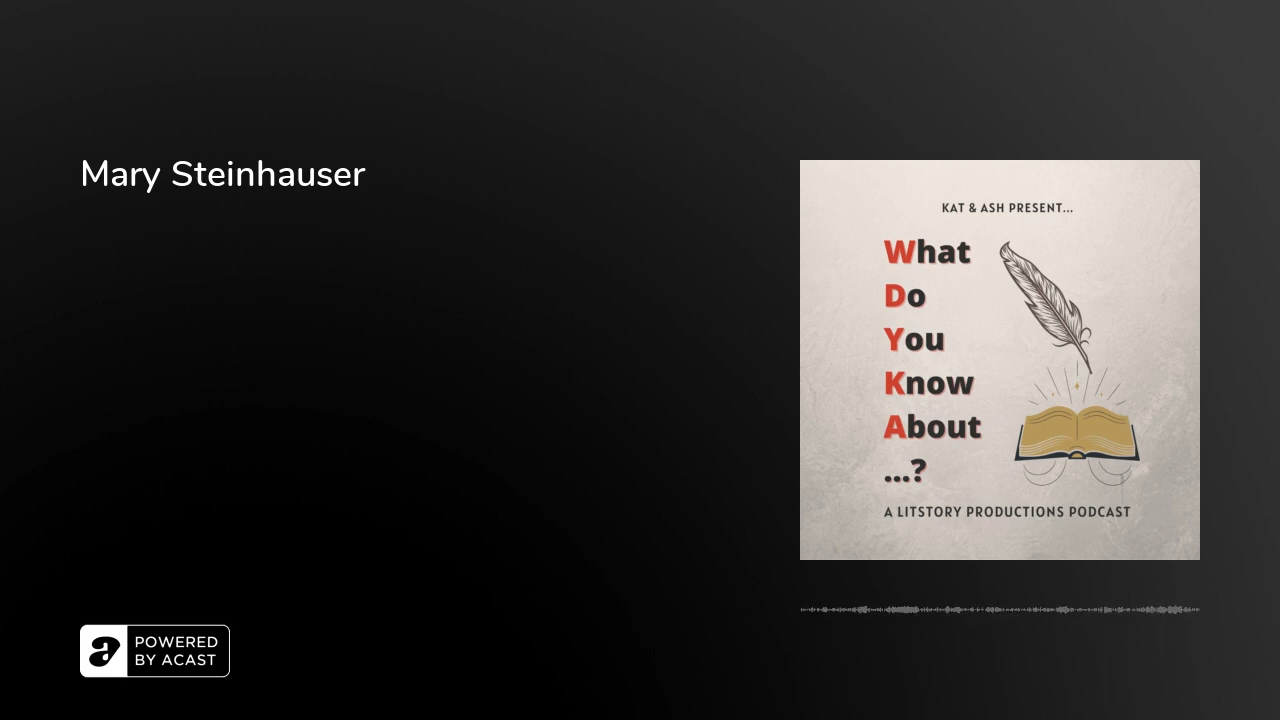 Mary Steinhauser
KAT & ASH PRESENT...
What
Do
You
Know
About
...?
A LITSTORY PRODUCTIONS PODCAST
POWERED
BY ACAST